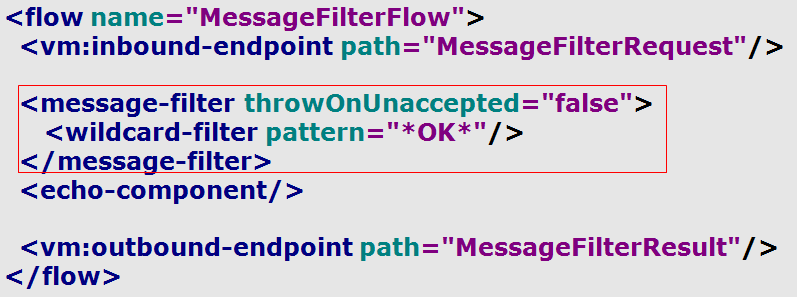 <flow name="MessageFilterFlow">
<vm:inbound-endpoint path="MessageFilterRequest"/>
<message-filter throwOnUnaccepted="false">
<wildcard-filter pattern="*OK*"/>
</message-filter>
<echo-component/>
<vm:outbound-endpoint path="MessageFilterResult"/>
</flow>